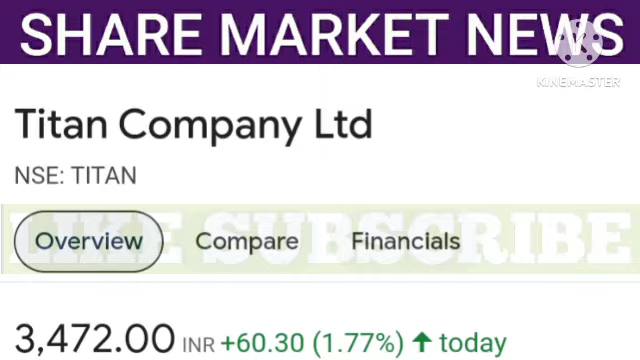 SHARE MARKET NEWS
KINEMASTER
Titan Company Ltd
NSE: TITAN
LIKE SUBSCRIBE
Overview Compare Financials
3,472.00 INR +60.30 (1.77%) ↑ today